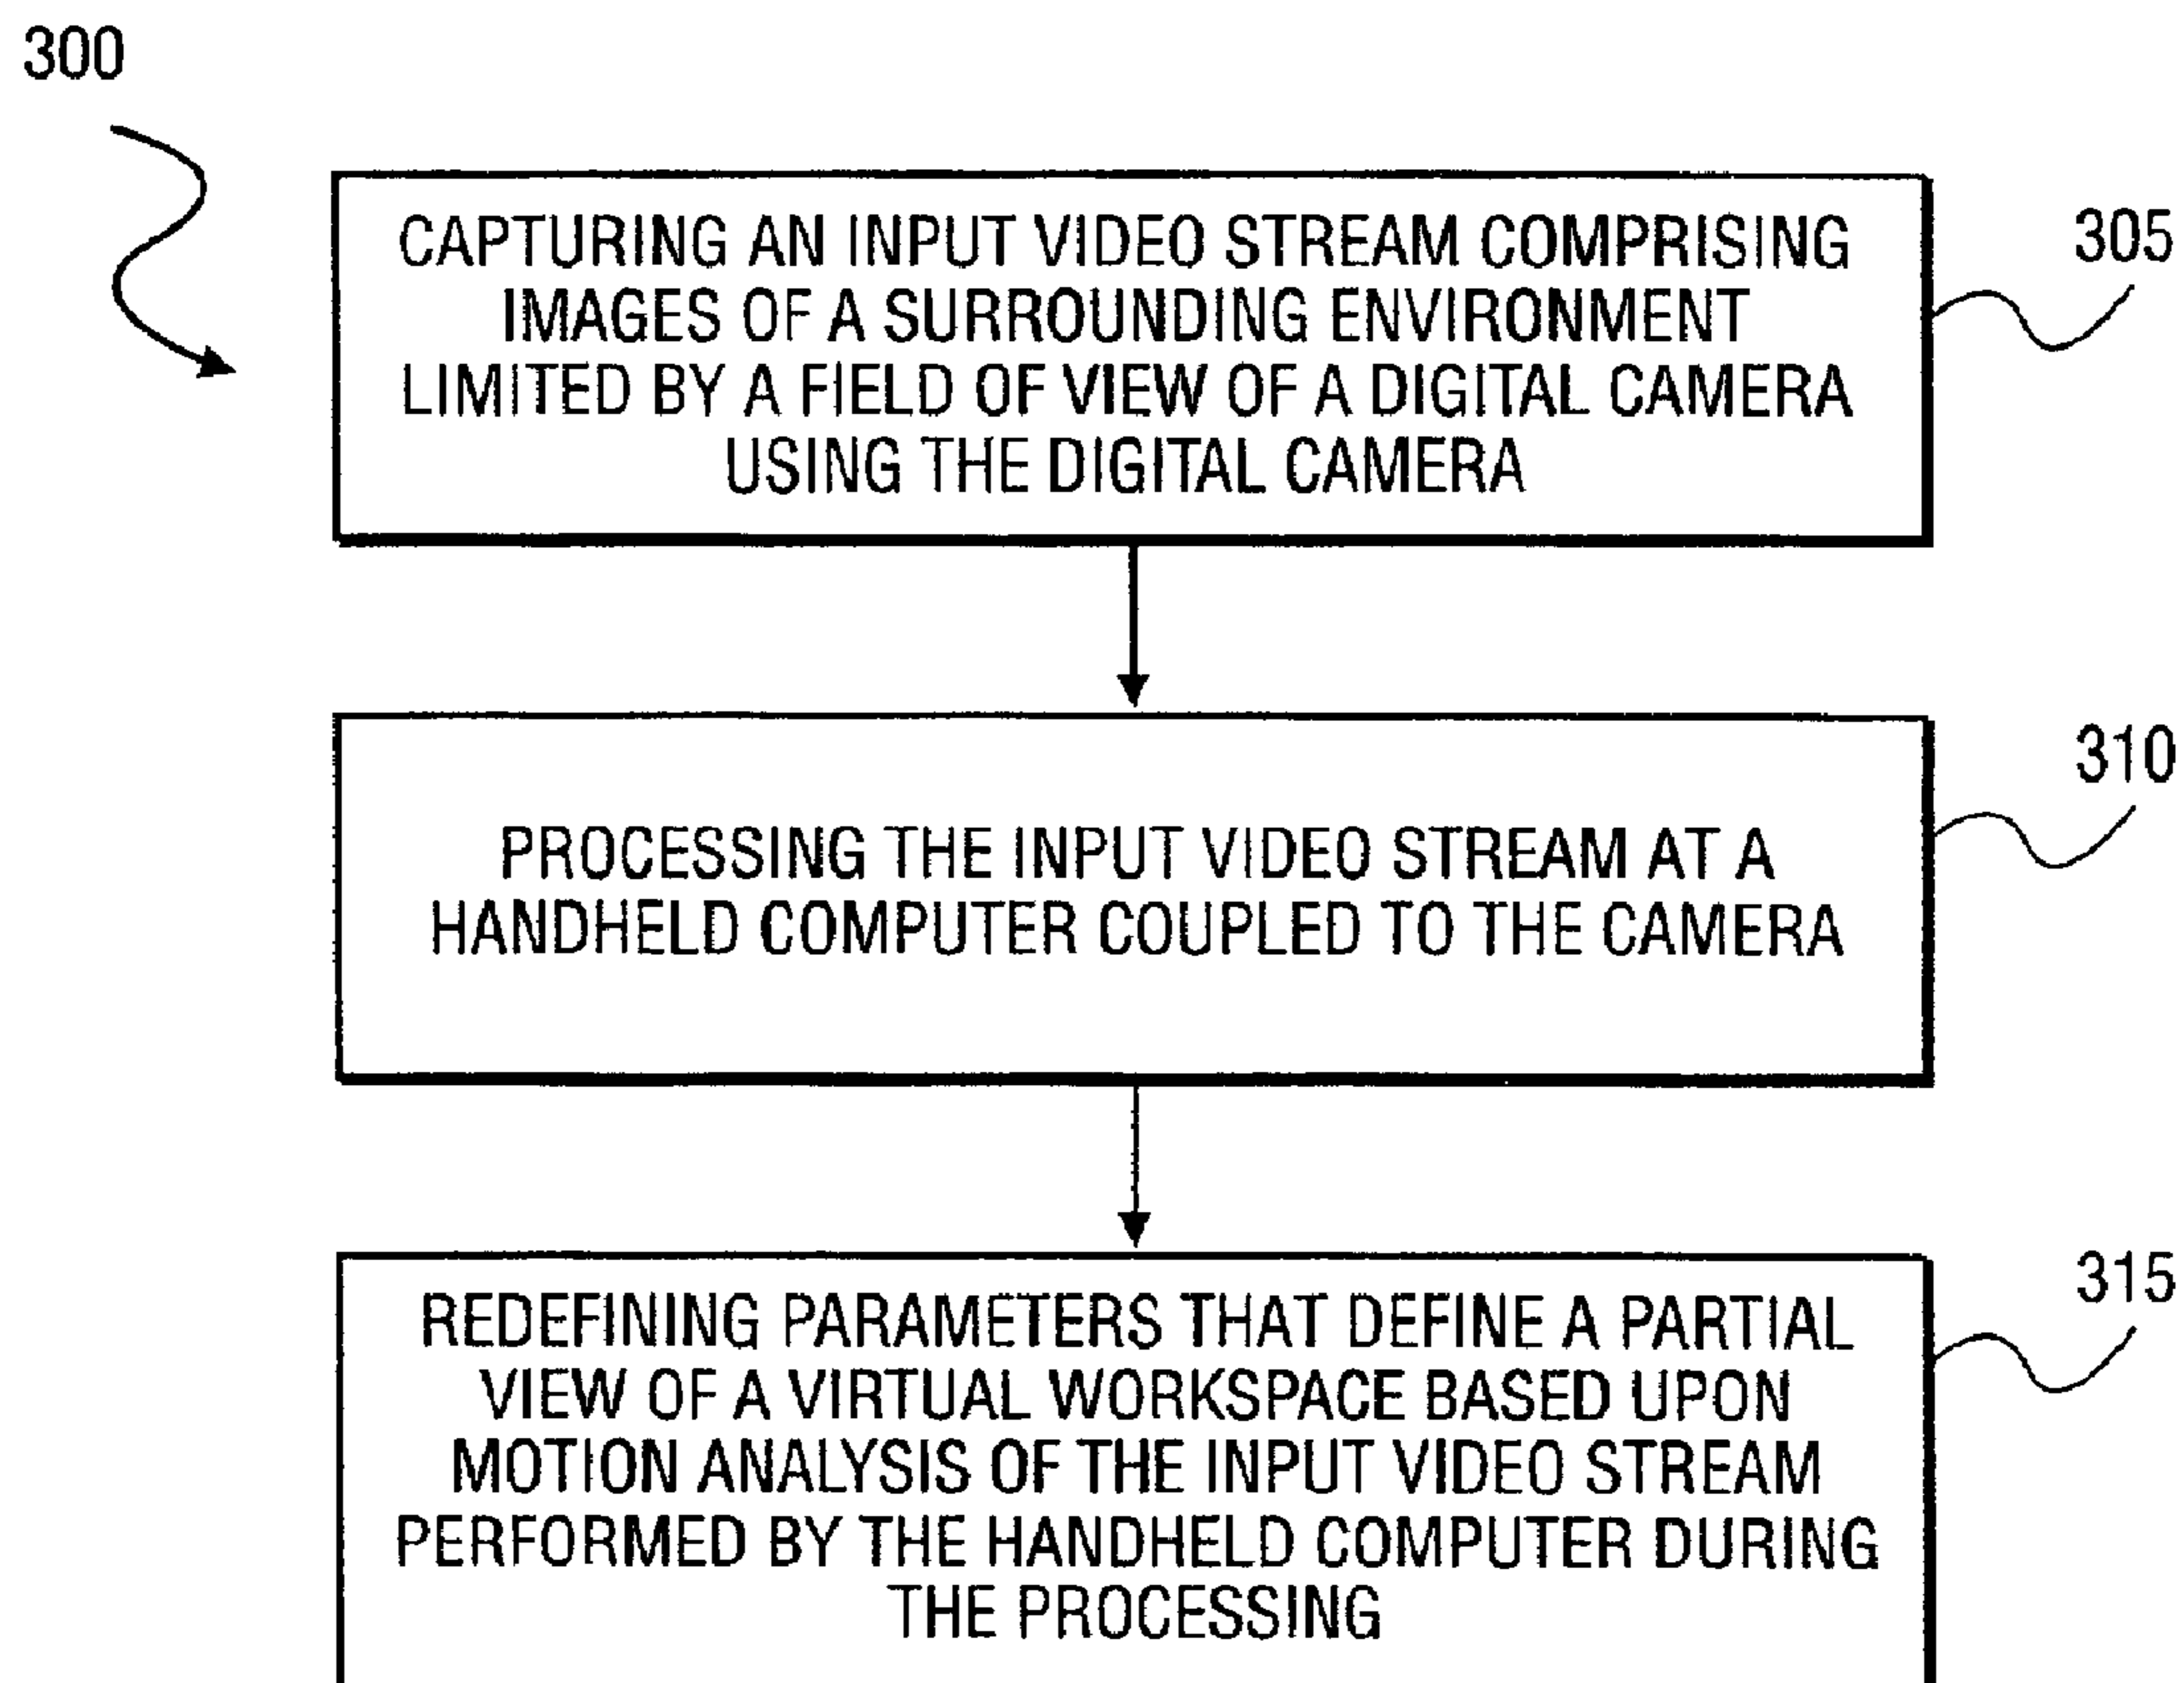 300
CAPTURING AN INPUT VIDEO STREAM COMPRISING
IMAGES OF A SURROUNDING ENVIRONMENT
LIMITED BY A FIELD OF VIEW OF A DIGITAL CAMERA
USING THE DIGITAL CAMERA
305
PROCESSING THE INPUT VIDEO STREAM AT A
HANDHELD COMPUTER COUPLED TO THE CAMERA
310
REDEFINING PARAMETERS THAT DEFINE A PARTIAL
VIEW OF A VIRTUAL WORKSPACE BASED UPON
MOTION ANALYSIS OF THE INPUT VIDEO STREAM
PERFORMED BY THE HANDHELD COMPUTER DURING
THE PROCESSING
315